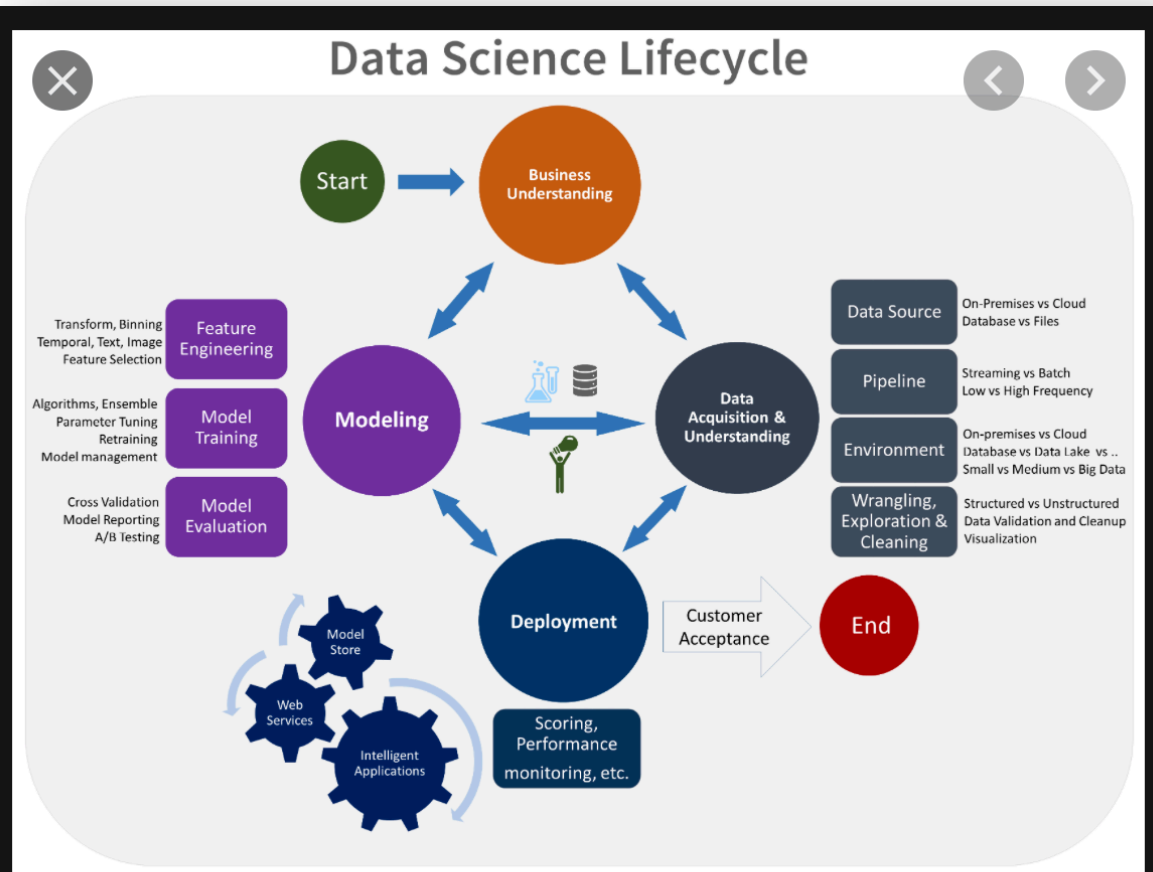 Data Science Lifecycle
Start
Business
Understanding
Transform, Binning
Temporal, Text, Image
Feature Selection
Feature
Engineering
Algorithms, Ensemble
Parameter Tuning
Retraining
Model management
Model
Training
Cross Validation
Model Reporting
A/B Testing
Model
Evaluation
Modeling
Data
Acquisition &
Understanding
Data Source
On-Premises vs Cloud
Database vs Files
Pipeline
Streaming vs Batch
Low vs High Frequency
Environment
On-premises vs Cloud
Database vs Data Lake vs ..
Small vs Medium vs Big Data
Wrangling,
Exploration &
Cleaning
Structured vs Unstructured
Data Validation and Cleanup
Visualization
Deployment
Customer
Acceptance
End
Model
Store
Web
Services
Intelligent
Applications
Scoring,
Performance
monitoring, etc.